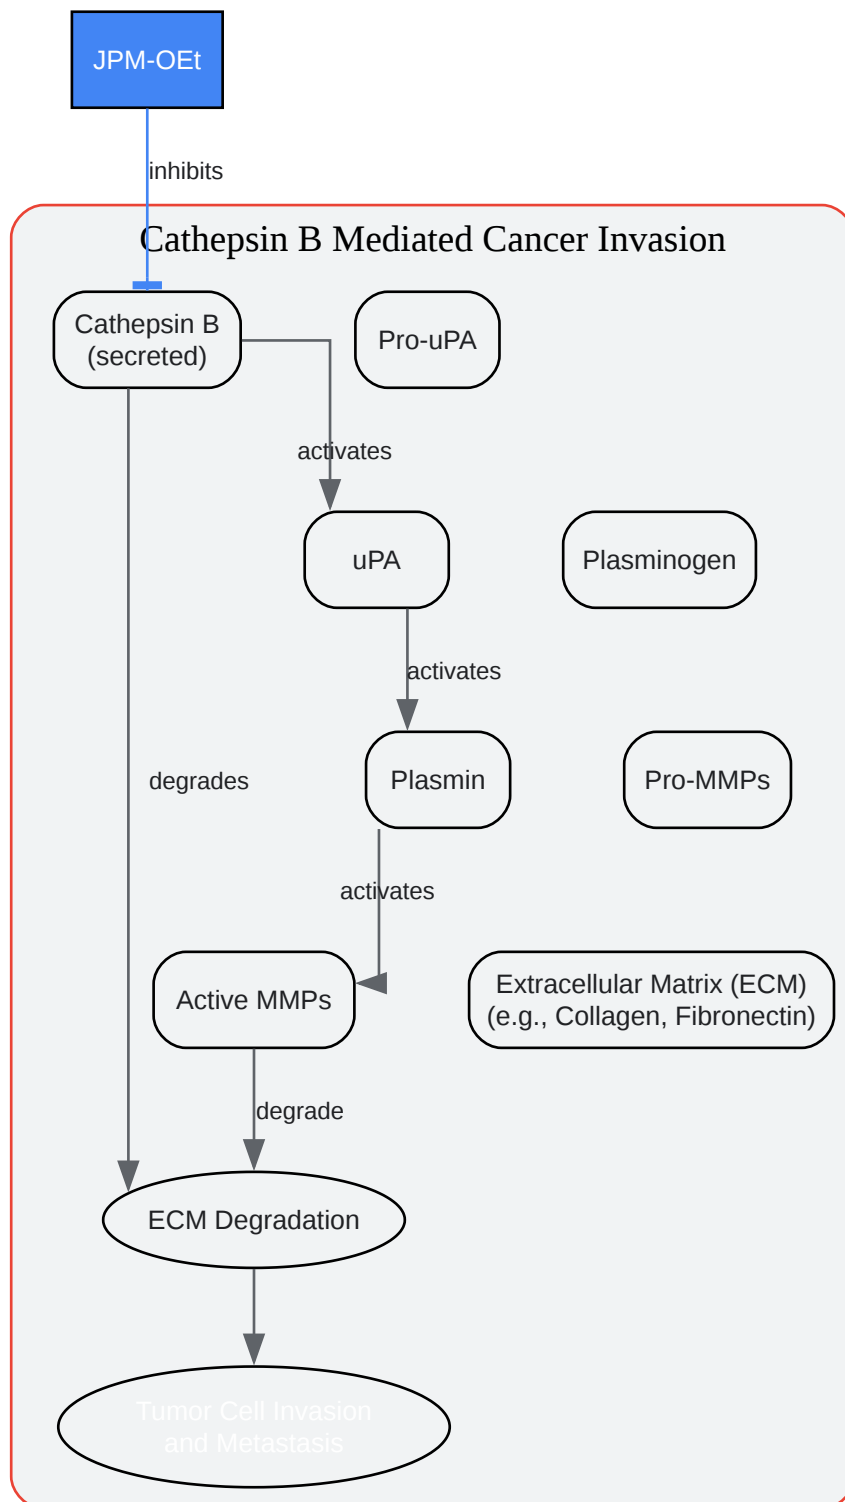 JPM-OEt
inhibits
Cathepsin B Mediated Cancer Invasion
Cathepsin B
(secreted)
Pro-uPA
activates
uPA
Plasminogen
activates
Plasmin
Pro-MMPs
degrades
activates
Active MMPs
Extracellular Matrix (ECM)
(e.g., Collagen, Fibronectin)
degrade
ECM Degradation
Tumor Cell Invasion
and Metastasis